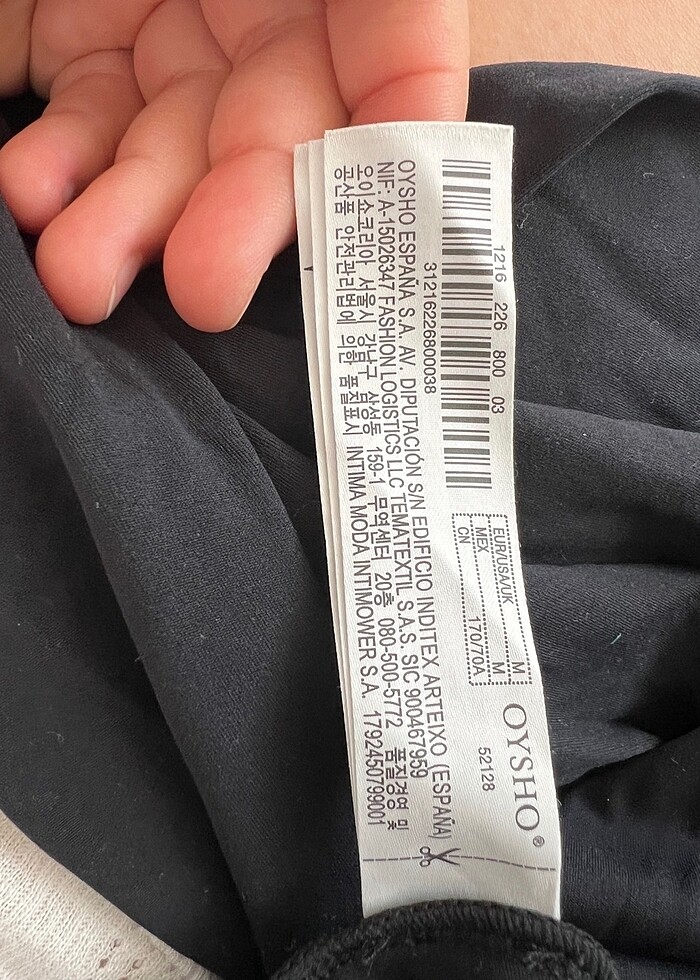 1216 226 800 03
31216226800038
EUR/USA/UK M
MEX M
CN 170/70A
OYSHO®
52128
OYSHO ESPAÑA S.A. AV. DIPUTACIÓN S/N EDIFICIO INDITEX ARTEIXO (ESPAÑA)
NIF: A-15026347 FASHION LOGISTICS LLC TEMATEXTIL S.A.S. SIC 900467959
오이쇼코리아 서울시 강남구 삼성동 159-1 무역센터 20층 080-500-5772 품질경영 및
공산품 안전관리법에 의한 품질표시 INTIMA MODA INTIMOWER S.A. 1792450799001